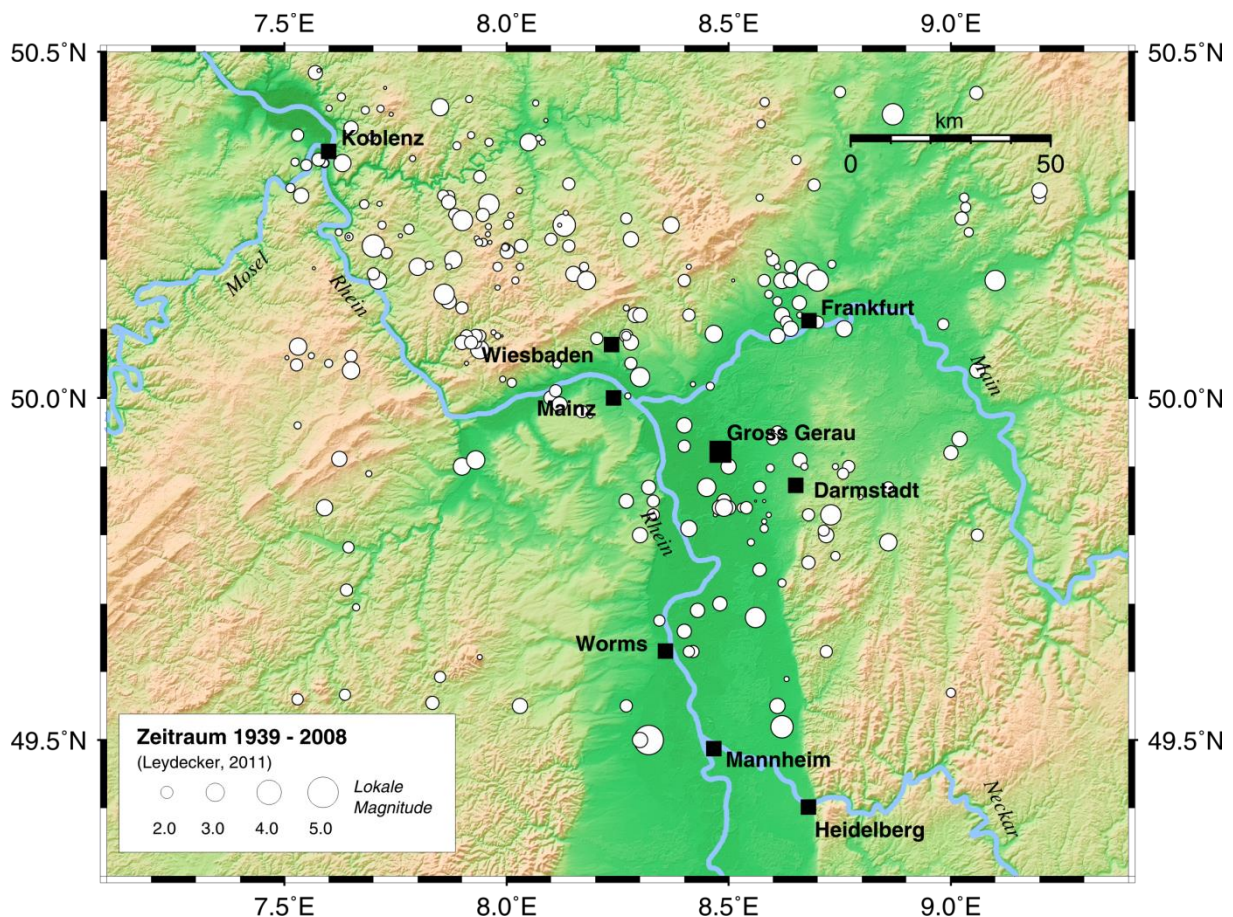 7.5˚E 8.0˚E 8.5˚E 9.0˚E
50.5˚N 50.5˚N
km
0 50
Koblenz
Mosel
Rhein
Frankfurt
Wiesbaden
Main
50.0˚N 50.0˚N
Mainz
Gross Gerau
Darmstadt
Rhein
Worms
49.5˚N 49.5˚N
Mannheim
Neckar
Heidelberg
Zeitraum 1939 - 2008
(Leydecker, 2011)
Lokale
Magnitude
2.0 3.0 4.0 5.0
7.5˚E 8.0˚E 8.5˚E 9.0˚E